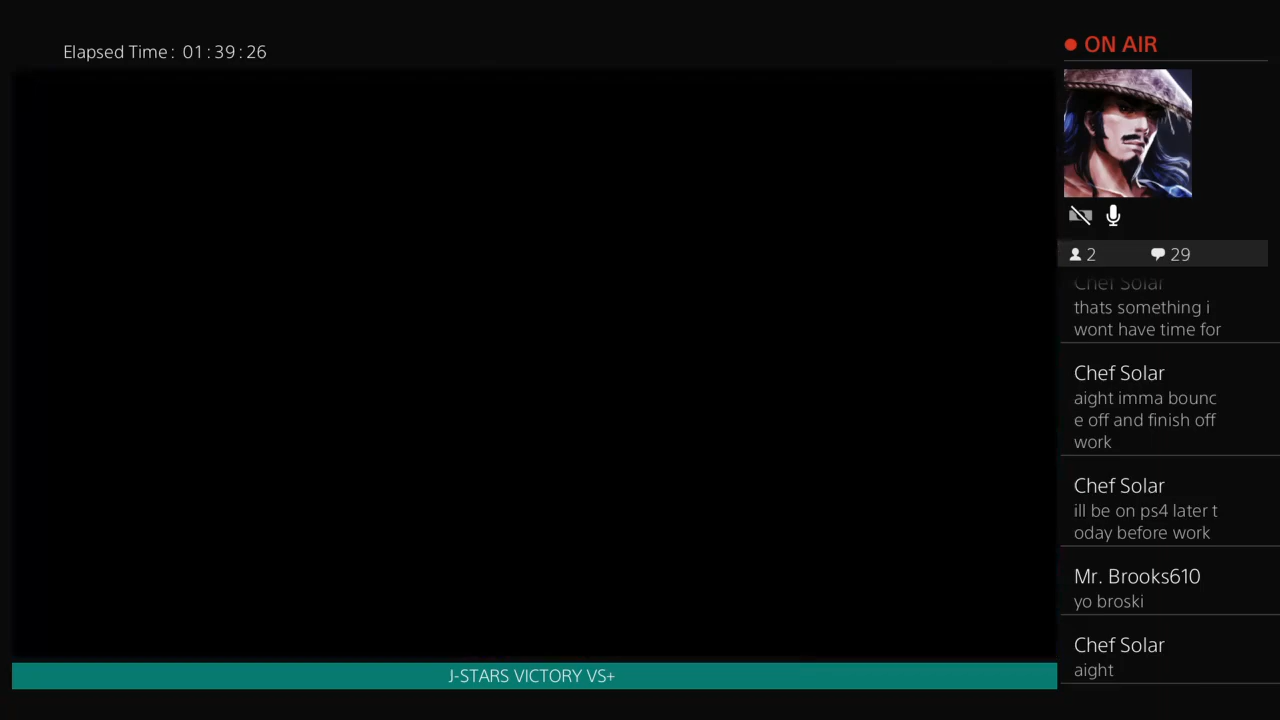 Elapsed Time: 01:39:26
ON AIR
2 29
Chef Solar
thats something i
wont have time for
Chef Solar
aight imma bounc
e off and finish off
work
Chef Solar
ill be on ps4 later t
oday before work
Mr. Brooks610
yo broski
Chef Solar
aight
J-STARS VICTORY VS+